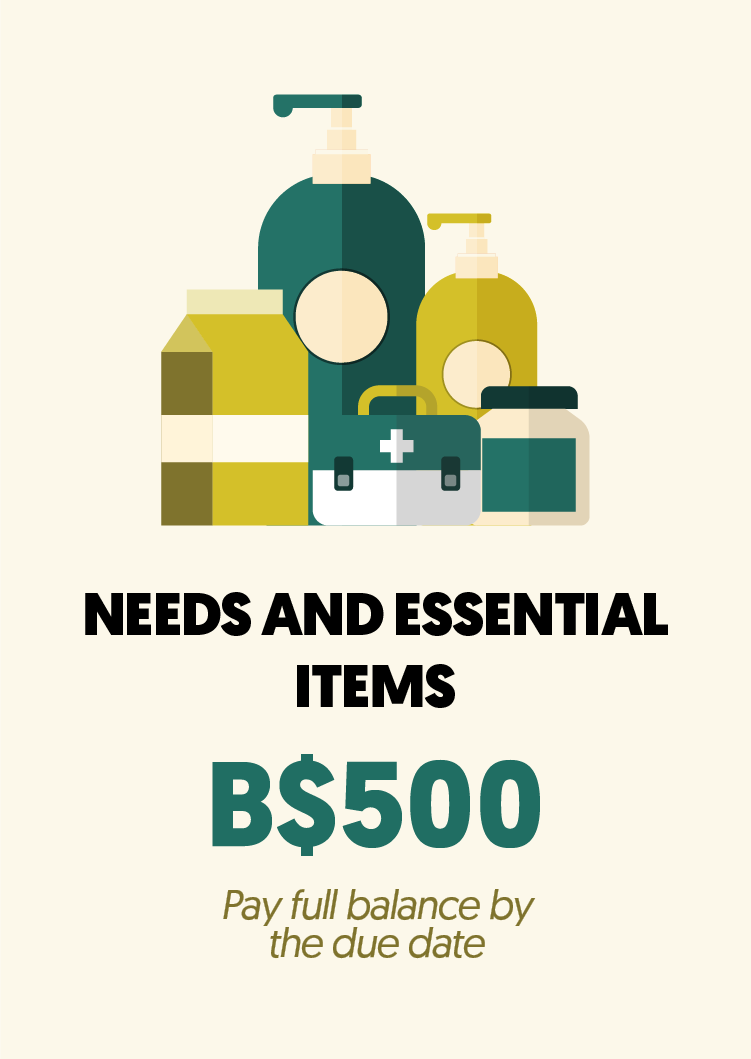 NEEDS AND ESSENTIAL
ITEMS
B$500
Pay full balance by
the due date